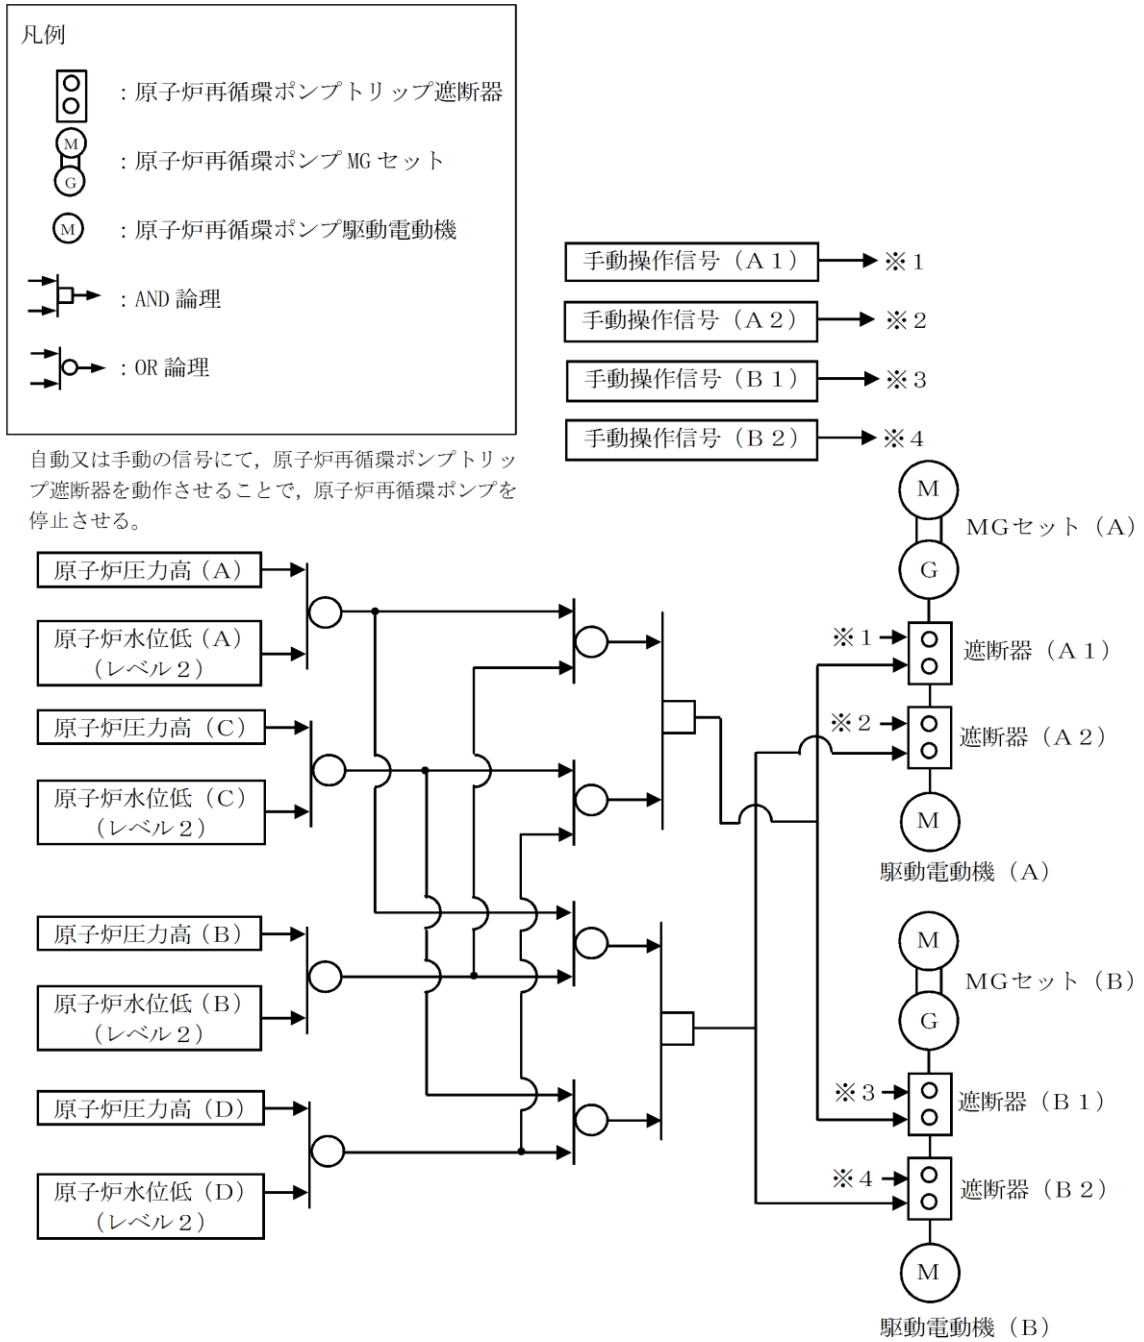 凡例
：原子炉再循環ポンプトリップ遮断器
M
G
：原子炉再循環ポンプ MG セット
M
：原子炉再循環ポンプ駆動電動機
：AND 論理
：OR 論理
手動操作信号（A１）
※１
手動操作信号（A２）
※２
手動操作信号（B１）
※３
手動操作信号（B２）
※４
自動又は手動の信号にて，原子炉再循環ポンプトリッ
プ遮断器を動作させることで，原子炉再循環ポンプを
停止させる。
M
MGセット（A）
G
原子炉圧力高（A）
原子炉水位低（A）
（レベル２）
※１
遮断器（A１）
原子炉圧力高（C）
※２
遮断器（A２）
原子炉水位低（C）
（レベル２）
M
駆動電動機（A）
原子炉圧力高（B）
M
MGセット（B）
原子炉水位低（B）
（レベル２）
G
※３
遮断器（B１）
原子炉圧力高（D）
※４
遮断器（B２）
原子炉水位低（D）
（レベル２）
M
駆動電動機（B）